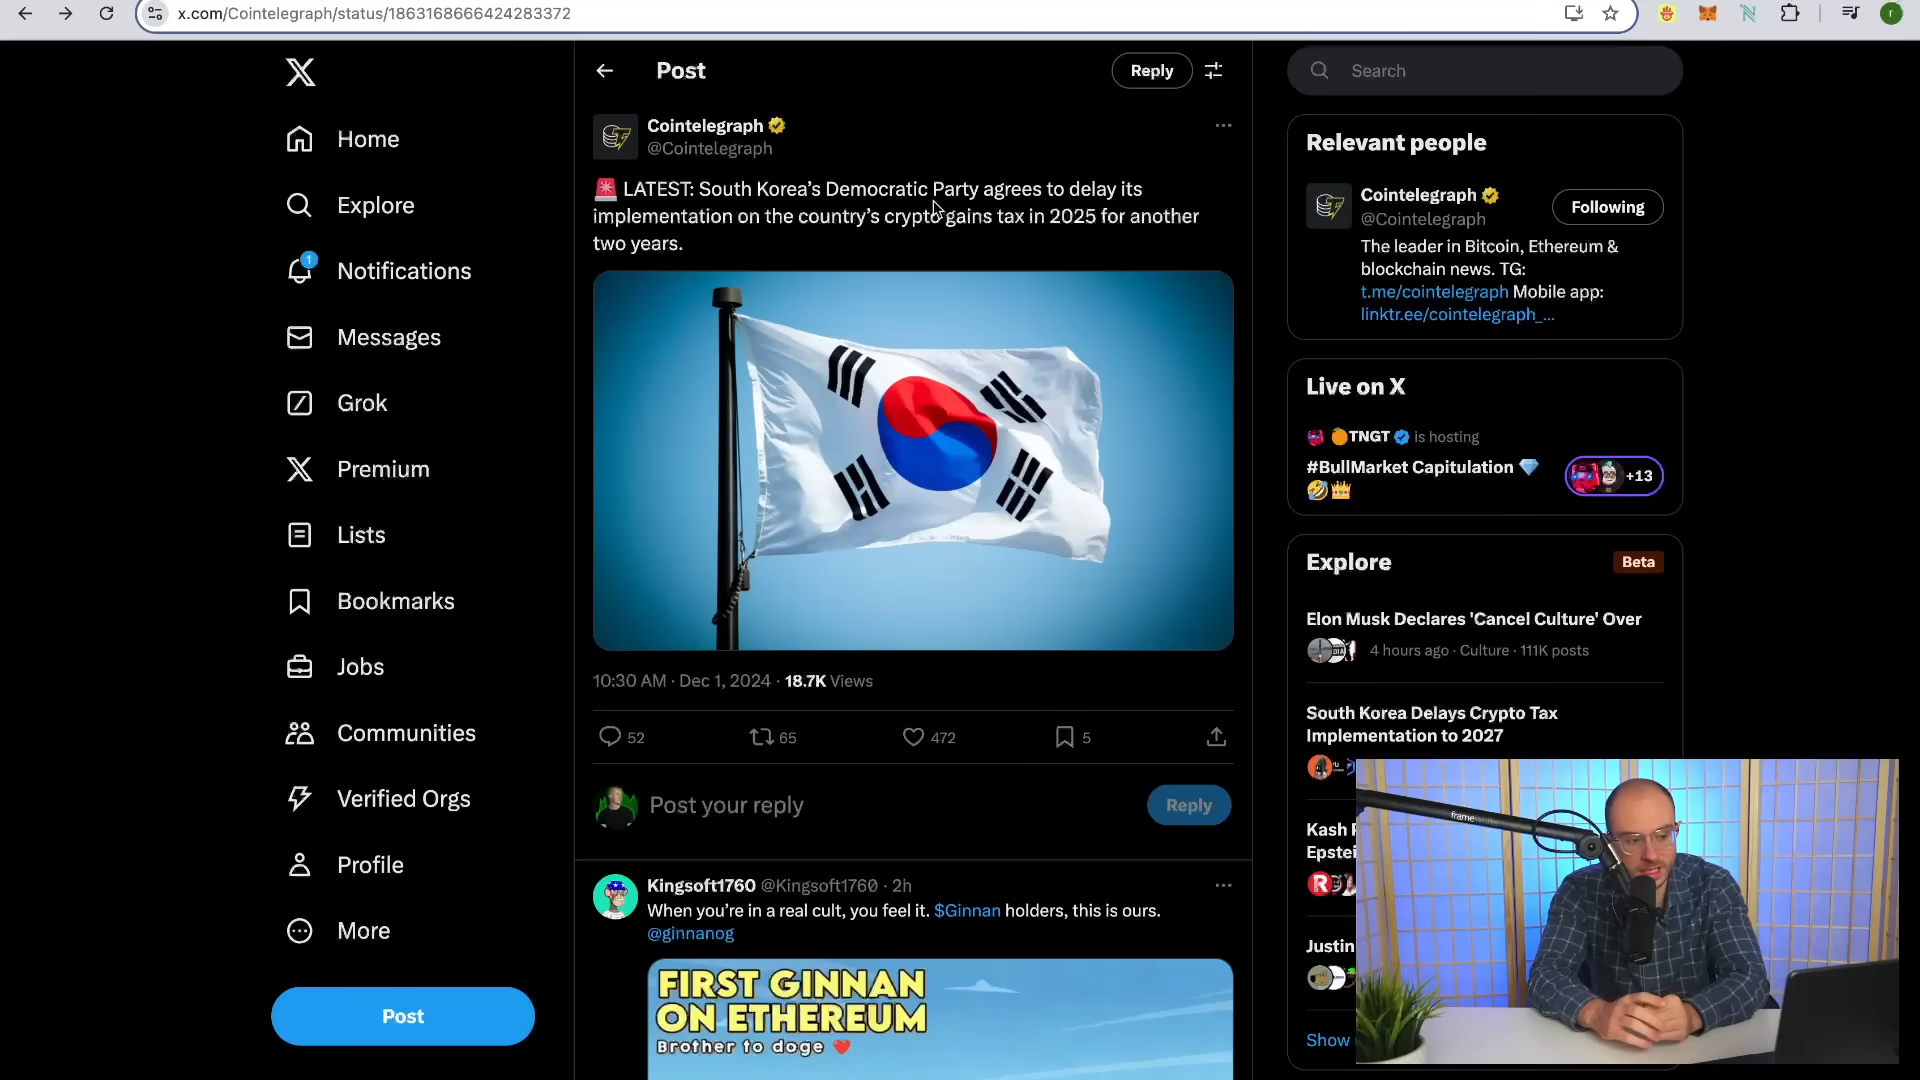 x.com/Cointelegraph/status/1863168666424283372
r
Home
Explore
1
Notifications
Messages
Grok
Premium
Lists
Bookmarks
Jobs
Communities
Verified Orgs
Profile
More
Post
Post
Reply
Cointelegraph
@Cointelegraph
LATEST: South Korea’s Democratic Party agrees to delay its
implementation on the country’s crypto gains tax in 2025 for another
two years.
10:30 AM · Dec 1, 2024 · 18.7K Views
52
65
472
5
Post your reply
Reply
Kingsoft1760 @Kingsoft1760 · 2h
When you’re in a real cult, you feel it. $Ginnan holders, this is ours.
@ginnanog
FIRST GINNAN
ON ETHEREUM
Brother to doge
Search
Relevant people
Cointelegraph
@Cointelegraph
Following
The leader in Bitcoin, Ethereum &
blockchain news. TG:
t.me/cointelegraph Mobile app:
linktr.ee/cointelegraph_...
Live on X
TNGT is hosting
#BullMarket Capitulation
+13
Explore
Beta
Elon Musk Declares 'Cancel Culture' Over
4 hours ago · Culture · 111K posts
South Korea Delays Crypto Tax
Implementation to 2027
Kash
Epstei
R
Justin
Show
frame